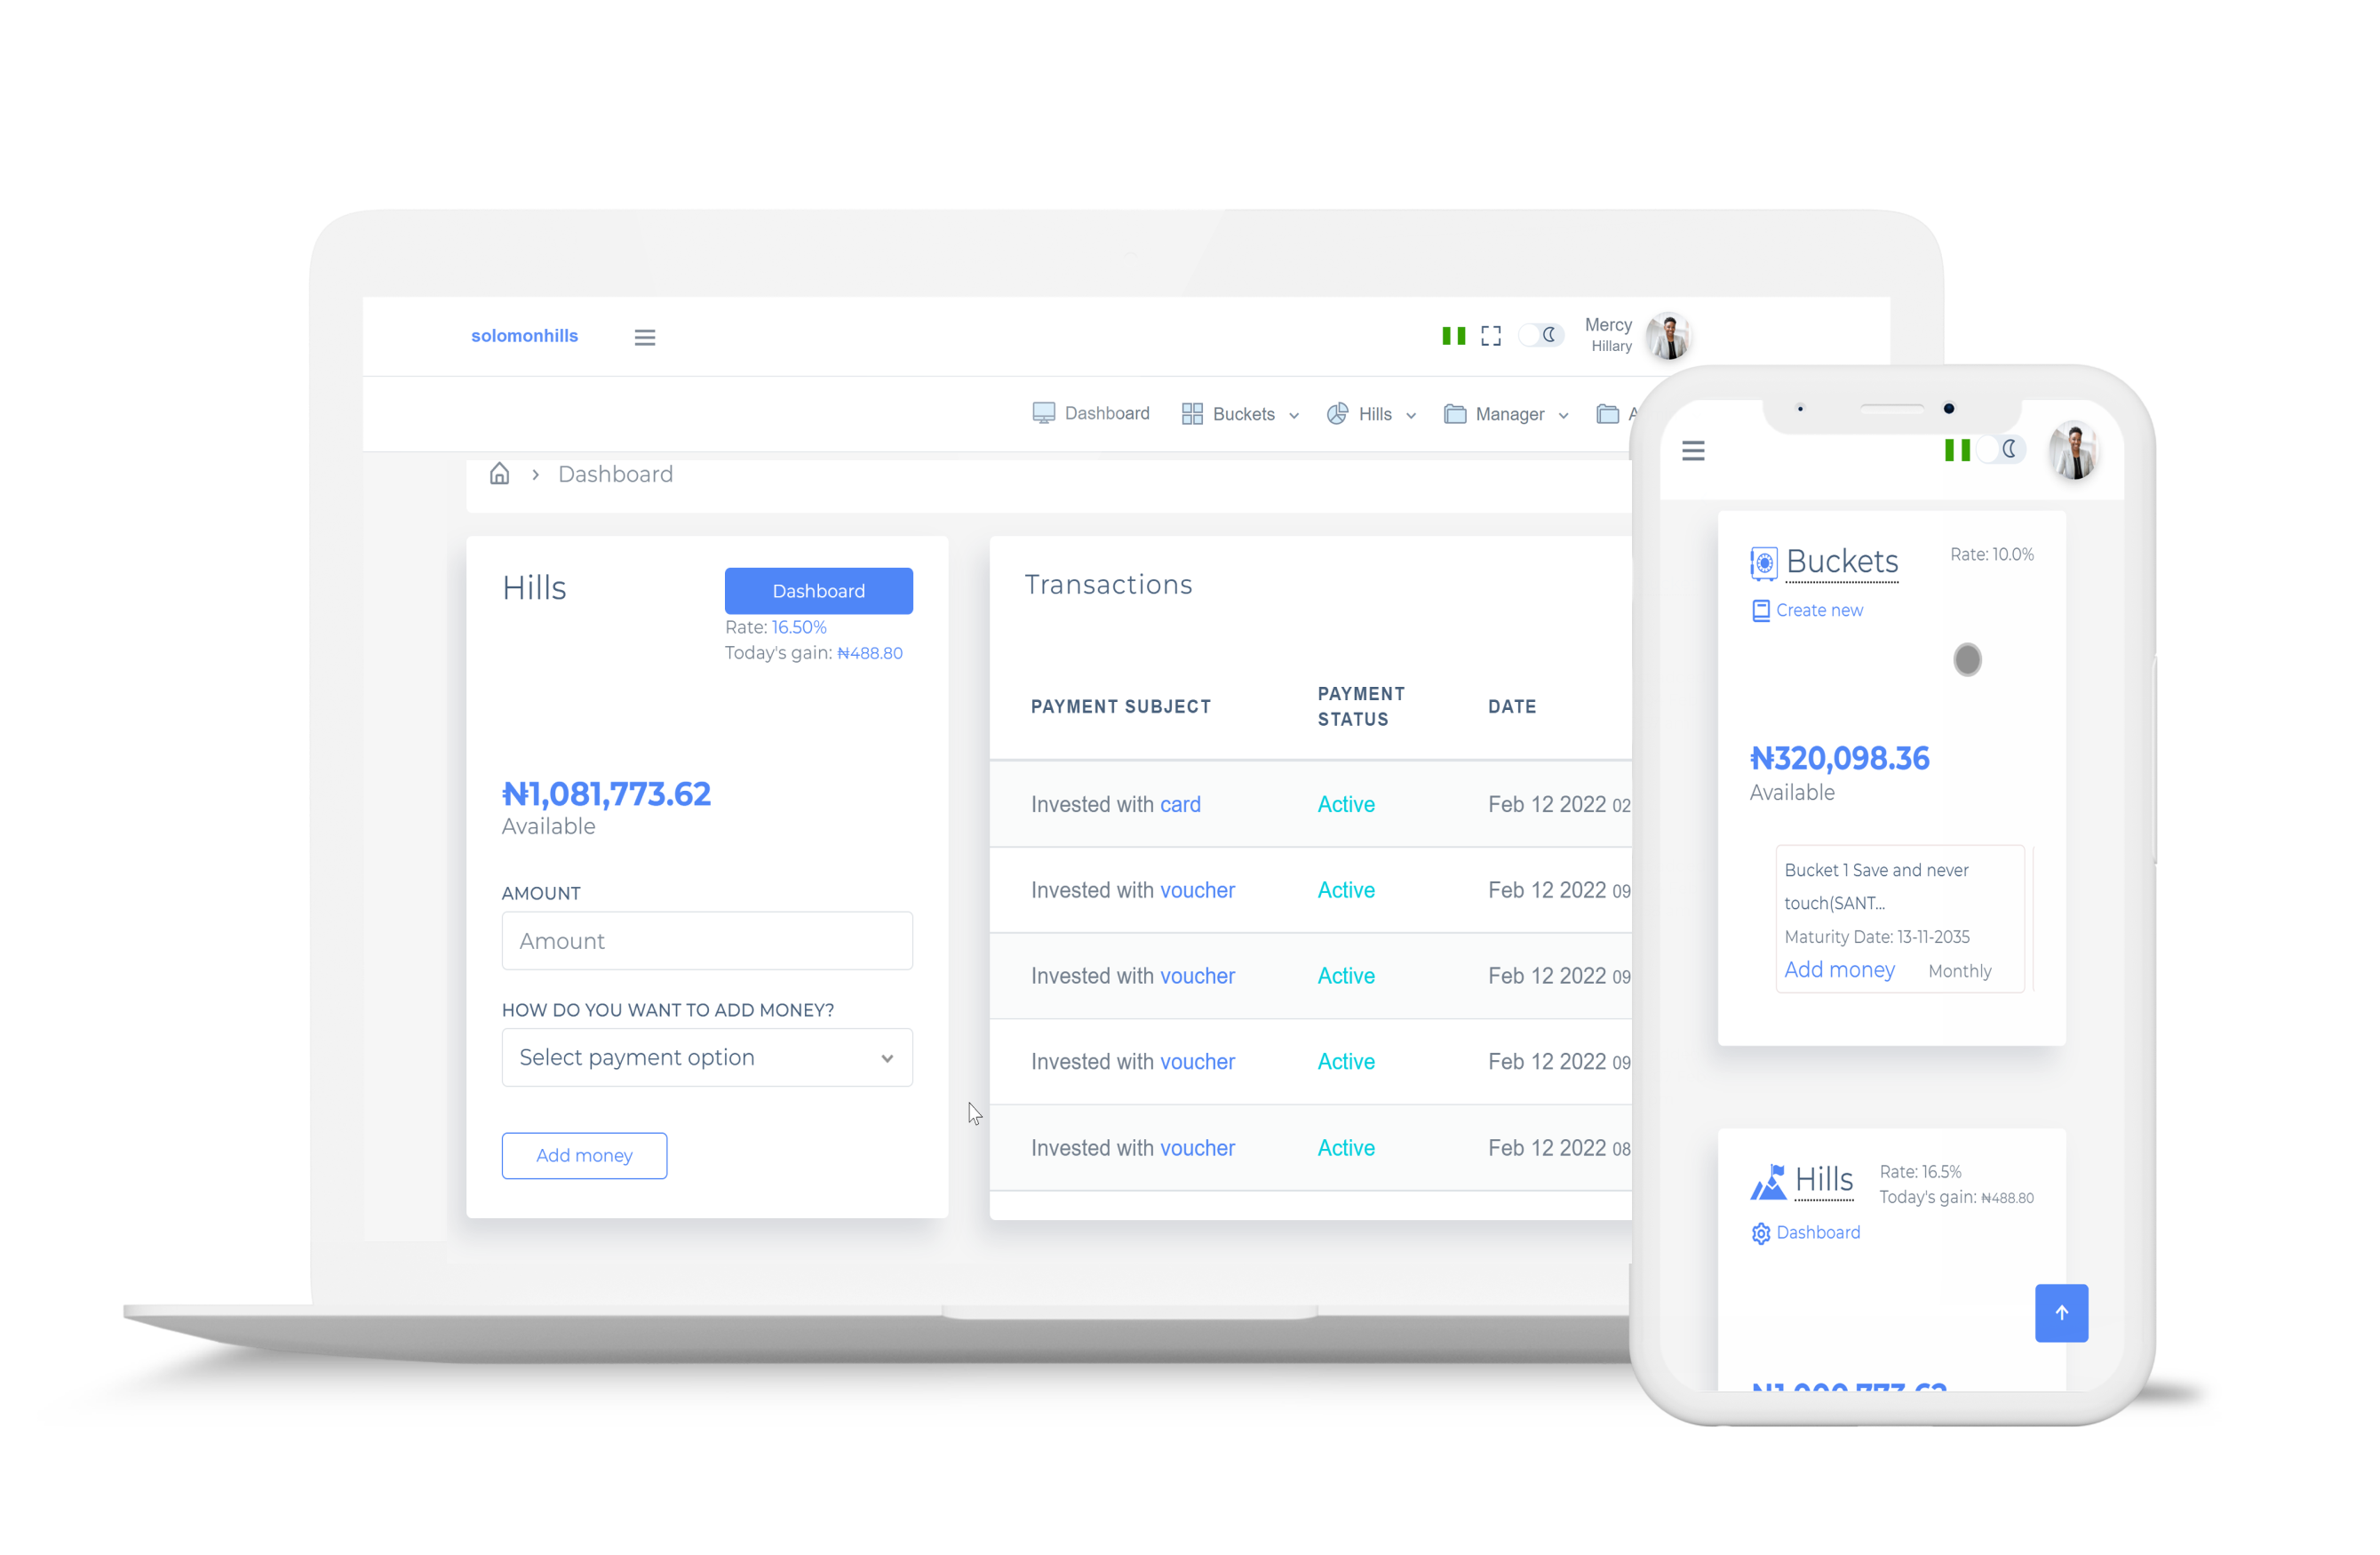 solomonhills
Mercy
Hillary
Dashboard
Buckets
Hills
Manager
Dashboard
Hills
Dashboard
Rate: 16.50%
Today's gain: ₦488.80
₦1,081,773.62
Available
AMOUNT
Amount
HOW DO YOU WANT TO ADD MONEY?
Select payment option
Add money
Transactions
PAYMENT SUBJECT
PAYMENT
STATUS
DATE
Invested with card Active Feb 12 2022 02
Invested with voucher Active Feb 12 2022 09
Invested with voucher Active Feb 12 2022 09
Invested with voucher Active Feb 12 2022 09
Invested with voucher Active Feb 12 2022 08
Buckets
Rate: 10.0%
Create new
₦320,098.36
Available
Bucket 1 Save and never
touch(SANT...
Maturity Date: 13-11-2035
Add money Monthly
Hills
Rate: 16.5%
Today's gain: ₦488.80
Dashboard